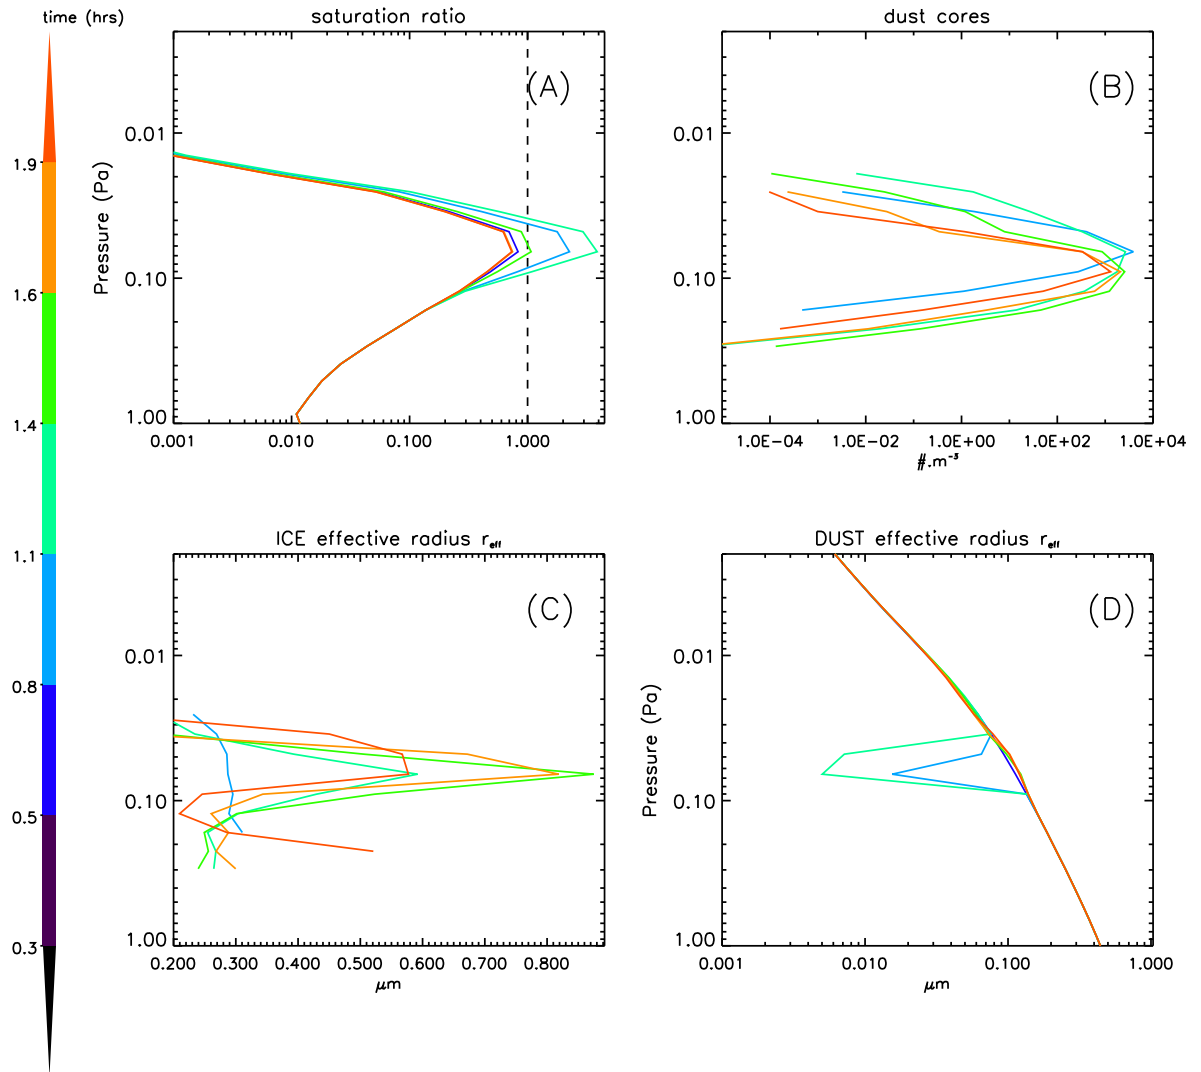 time (hrs)
1.9
1.6
1.4
1.1
0.8
0.5
0.3
saturation ratio
(A)
Pressure (Pa)
0.01
0.10
1.00
0.001 0.010 0.100 1.000
dust cores
(B)
0.01
0.10
1.00
1.0E-04 1.0E-02 1.0E+00 1.0E+02 1.0E+04
#.m⁻³
ICE effective radius r_eff
(C)
0.01
0.10
1.00
0.200 0.300 0.400 0.500 0.600 0.700 0.800
μm
DUST effective radius r_eff
(D)
Pressure (Pa)
0.01
0.10
1.00
0.001 0.010 0.100 1.000
μm